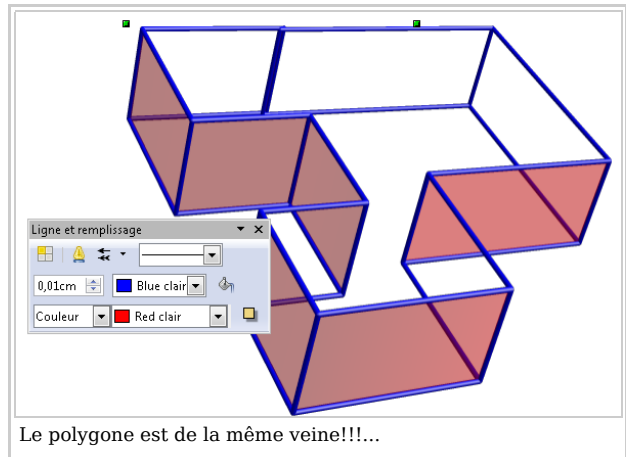 Ligne et remplissage
0,01cm Blue clair
Couleur Red clair
Le polygone est de la même veine!!!...